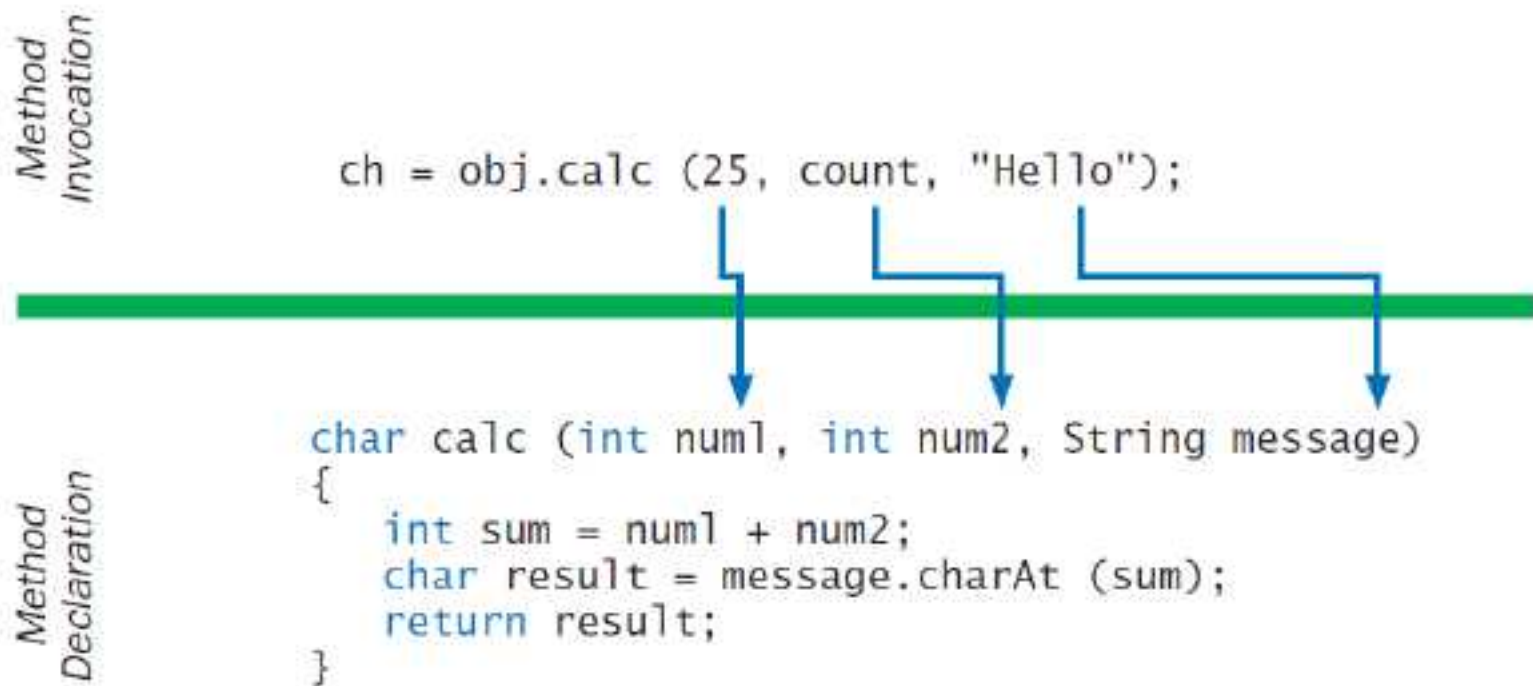 Method
Invocation
ch = obj.calc (25, count, "Hello");
char calc (int num1, int num2, String message)
{
int sum = num1 + num2;
char result = message.charAt (sum);
return result;
}
Method
Declaration